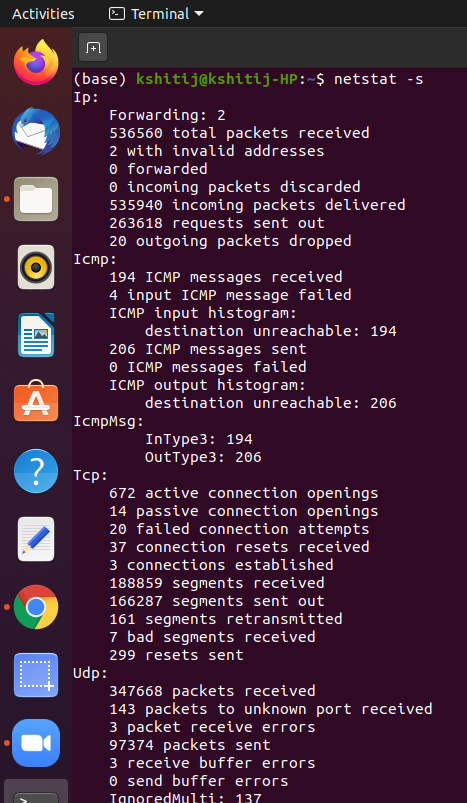 Activities
Terminal
(base) kshitij@kshitij-HP:~$ netstat -s
Ip:
Forwarding: 2
536560 total packets received
2 with invalid addresses
0 forwarded
0 incoming packets discarded
535940 incoming packets delivered
263618 requests sent out
20 outgoing packets dropped
Icmp:
194 ICMP messages received
4 input ICMP message failed
ICMP input histogram:
destination unreachable: 194
206 ICMP messages sent
0 ICMP messages failed
ICMP output histogram:
destination unreachable: 206
IcmpMsg:
InType3: 194
OutType3: 206
Tcp:
672 active connection openings
14 passive connection openings
20 failed connection attempts
37 connection resets received
3 connections established
188859 segments received
166287 segments sent out
161 segments retransmitted
7 bad segments received
299 resets sent
Udp:
347668 packets received
143 packets to unknown port received
3 packet receive errors
97374 packets sent
3 receive buffer errors
0 send buffer errors
IgnoredMulti: 137